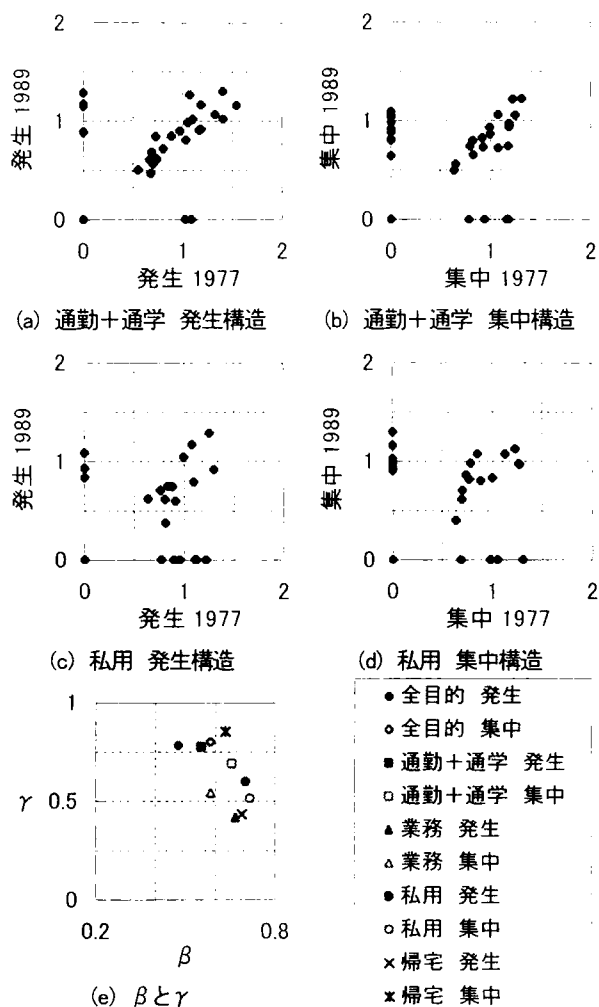 2
2
発生 1989
1
集中 1989
1
0
0
0
1
2
0
1
2
発生 1977
集中 1977
(a) 通勤+通学 発生構造
(b) 通勤+通学 集中構造
2
2
発生 1989
1
集中 1989
1
0
0
0
1
2
0
1
2
発生 1977
集中 1977
(c) 私用 発生構造
(d) 私用 集中構造
1
γ
0.5
0
0.2
0.8
β
(e) βとγ
全目的 発生
全目的 集中
通勤+通学 発生
通勤+通学 集中
業務 発生
業務 集中
私用 発生
私用 集中
帰宅 発生
帰宅 集中